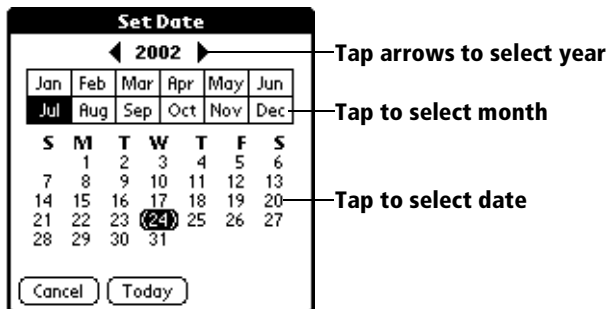 Set Date
2002
Tap arrows to select year
Jan Feb Mar Apr May Jun
Jul Aug Sep Oct Nov Dec
Tap to select month
S M T W T F S
1 2 3 4 5 6
7 8 9 10 11 12 13
14 15 16 17 18 19 20
Tap to select date
21 22 23 24 25 26 27
28 29 30 31
Cancel Today